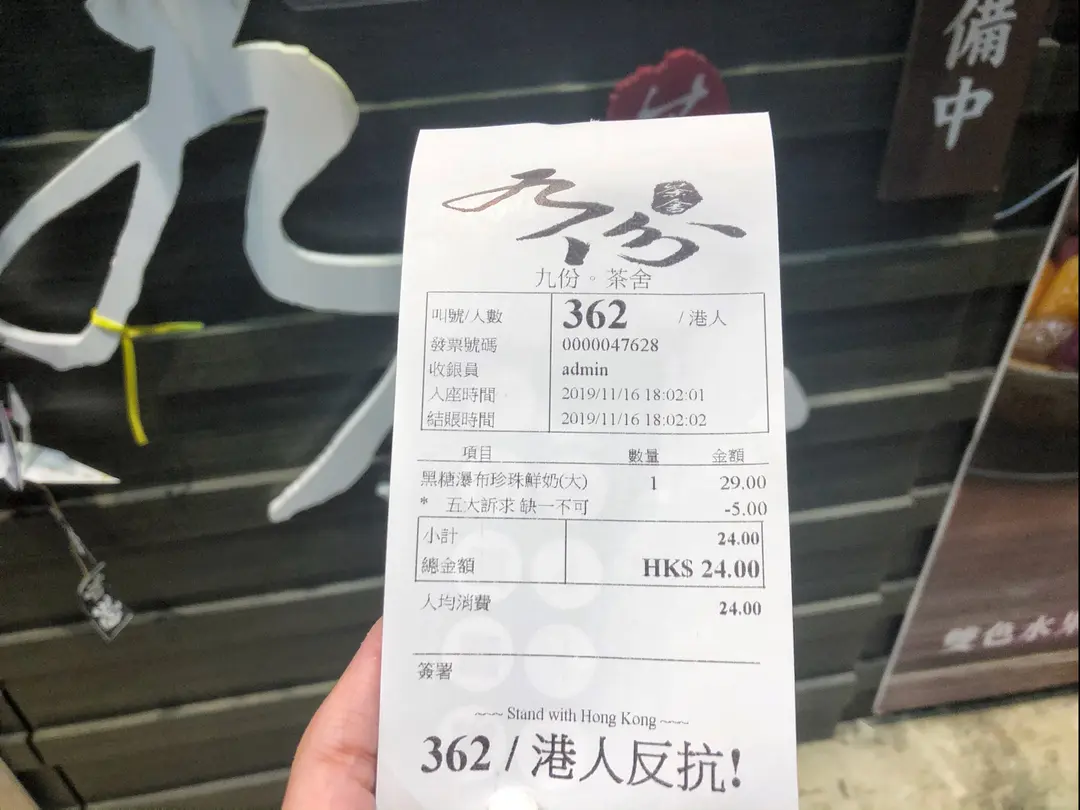 備中
九份
茶舍
九份。茶舍
叫號/人數 362 / 港人
發票號碼 0000047628
收銀員 admin
入座時間 2019/11/16 18:02:01
結賬時間 2019/11/16 18:02:02
項目 數量 金額
黑糖瀑布珍珠鮮奶(大) 1 29.00
* 五大訴求 缺一不可 -5.00
小計 24.00
總金額 HK$ 24.00
人均消費 24.00
簽署
~~~ Stand with Hong Kong ~~~
362 / 港人反抗!
九
雙色水